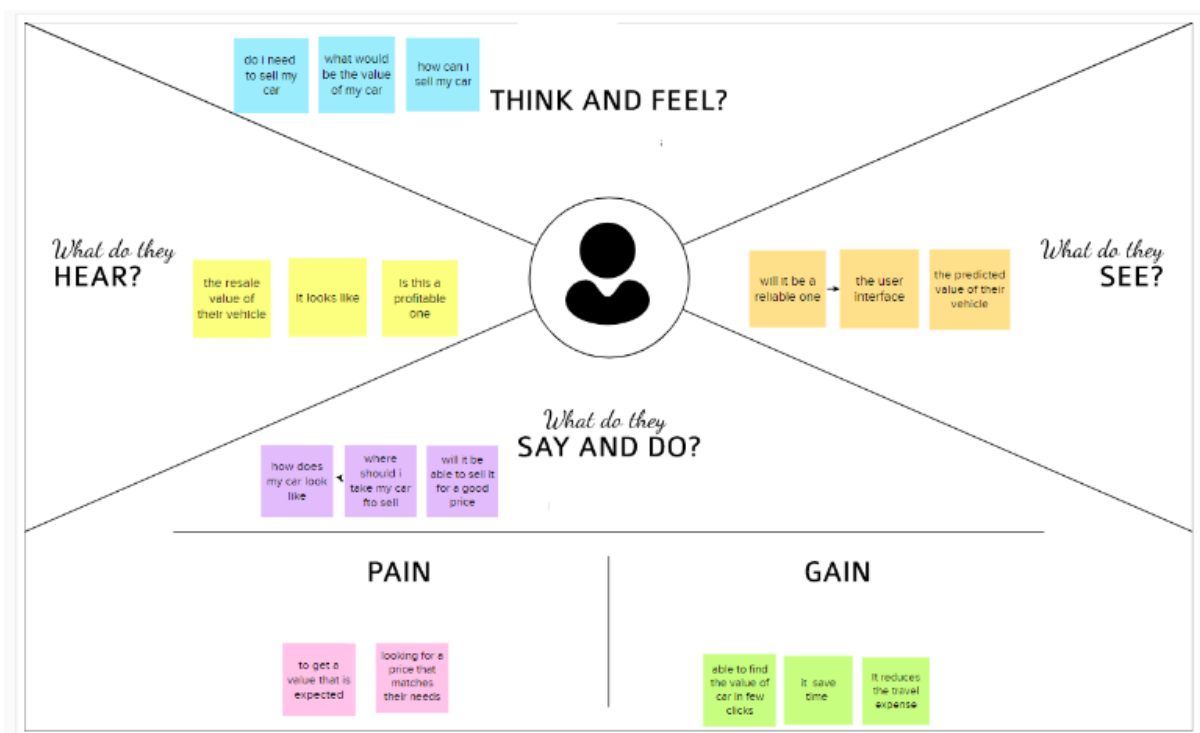 do i need
to sell my
car
what would
be the value
of my car
how can i
sell my car
THINK AND FEEL?
What do they
HEAR?
the resale
value of
their vehicle
it looks like
Is this a
profitable
one
What do they
SEE?
will it be a
reliable one
the user
interface
the predicted
value of their
vehicle
What do they
SAY AND DO?
how does
my car look
like
where
should i
take my car
fto sell
will it be
able to sell it
for a good
price
PAIN
to get a
value that is
expected
looking for a
price that
matches
their needs
GAIN
able to find
the value of
car in few
clicks
it save
time
It reduces
the travel
expense